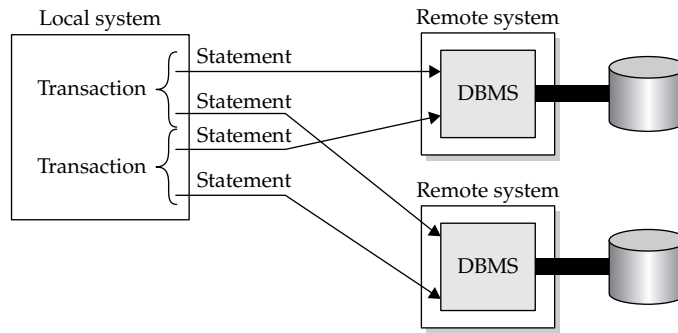 Local system
Remote system
Statement
Transaction
DBMS
Statement
Statement
Transaction
Statement
Remote system
DBMS